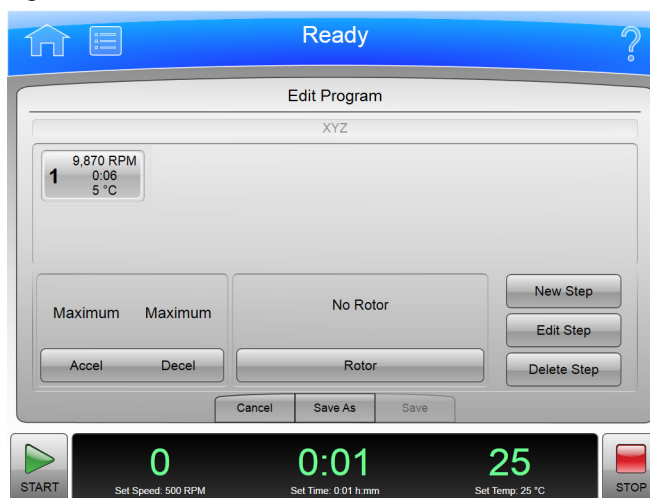 Ready
?
Edit Program
XYZ
1
9,870 RPM
0:06
5 °C
Maximum Maximum
Accel Decel
No Rotor
Rotor
New Step
Edit Step
Delete Step
Cancel Save As Save
START
0
Set Speed: 500 RPM
0:01
Set Time: 0:01 h:mm
25
Set Temp: 25 °C
STOP